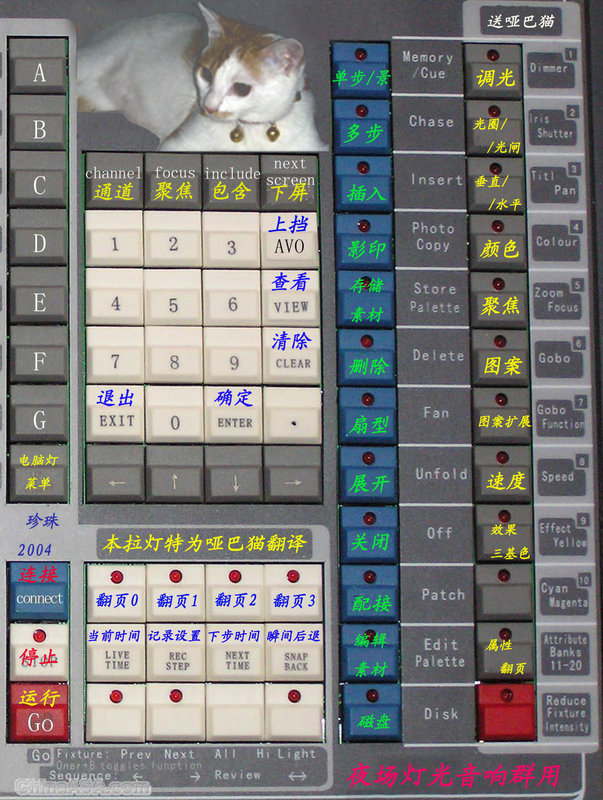 送哑巴猫
A
B
C
D
E
F
G
电脑灯
菜单
珍珠
2004
连接
connect
停止
运行
Go
channel
通道
focus
聚焦
include
包含
next
screen
下屏
1
2
3
上挡
AVO
4
5
6
查看
VIEW
7
8
9
清除
CLEAR
退出
EXIT
0
确定
ENTER
.
←
↑
↓
→
本拉灯特为哑巴猫翻译
翻页0
翻页1
翻页2
翻页3
当前时间
LIVE
TIME
记录设置
REC
STEP
下步时间
NEXT
TIME
瞬间后退
SNAP
BACK
Go Fixture: Prev Next All HiLight
One+B toggles function
Sequence: ← → Review ↔
单步/景
Memory
/Cue
调光
Dimmer
1
多步
Chase
光圈/
/光闸
Iris
Shutter
2
插入
Insert
垂直/
/水平
Titl
Pan
3
影印
Photo
Copy
颜色
Colour
4
存储
素材
Store
Palette
聚焦
Zoom
Focus
5
删除
Delete
图案
Gobo
6
扇型
Fan
图案扩展
Gobo
Function
7
展开
Unfold
速度
Speed
8
关闭
Off
效果
三基色
Effect
Yellow
9
配接
Patch
Cyan
Magenta
10
编辑
素材
Edit
Palette
属性
翻页
Attribute
Banks
11-20
磁盘
Disk
Reduce
Fixture
Intensity
夜场灯光音响群用